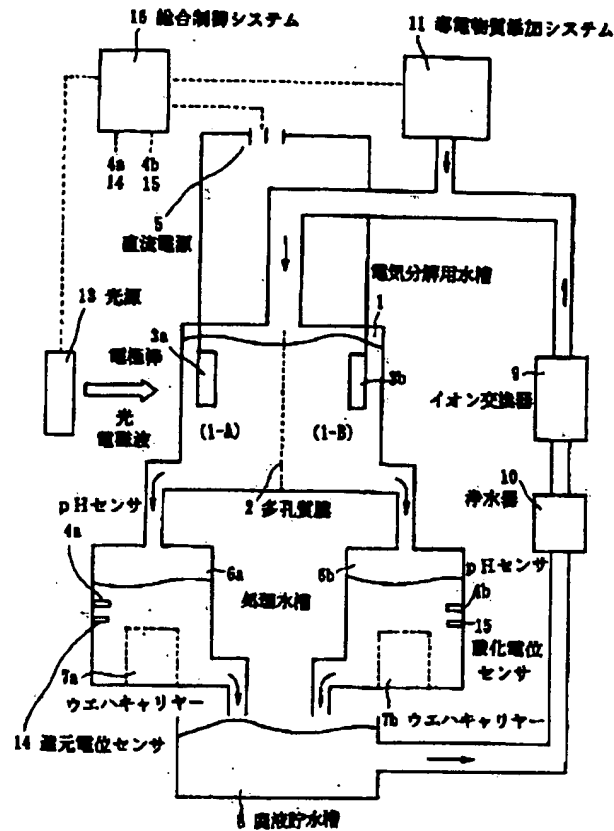 16 総合制御システム
11 導電物質添加システム
4a 4b
14 15
5
直流電源
電気分解用水槽
1
13 光源
3a
電極棒
3b
9
イオン交換器
光
電磁波
(1-A) (1-B)
10
浄水器
2 多孔質膜
pHセンサ
4a
6a
6b
pHセンサ
処理水槽
4b
15
酸化電位
センサ
7a
ウエハキャリヤー
7b ウエハキャリヤー
14 還元電位センサ
8 廃液貯水槽